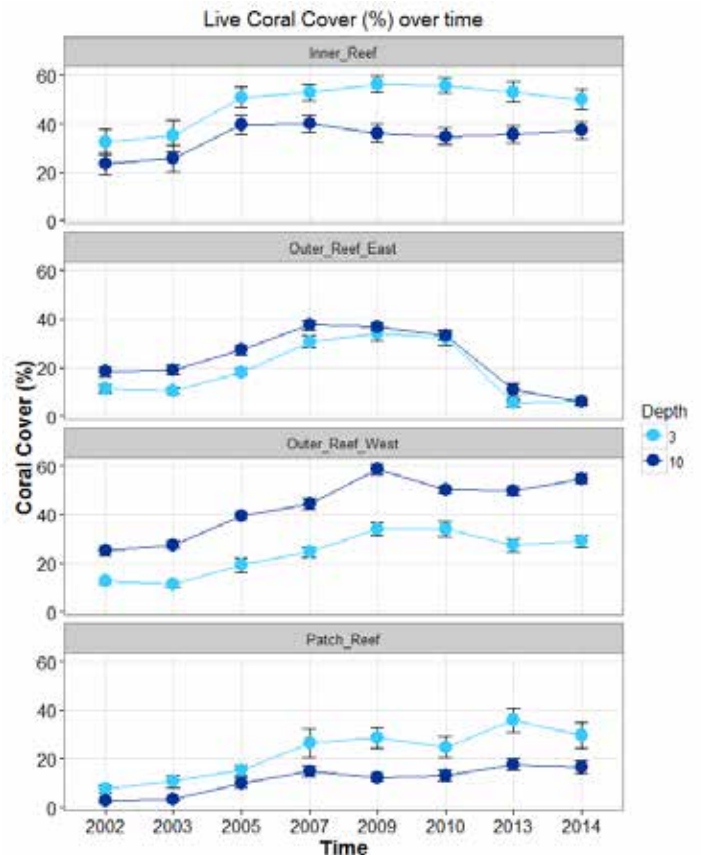 Live Coral Cover (%) over time
Inner_Reef
60
40
20
0
Outer_Reef_East
60
40
20
0
Outer_Reef_West
60
40
20
0
Patch_Reef
60
40
20
0
2002 2003 2005 2007 2009 2010 2013 2014
Time
Coral Cover (%)
Depth
3
10